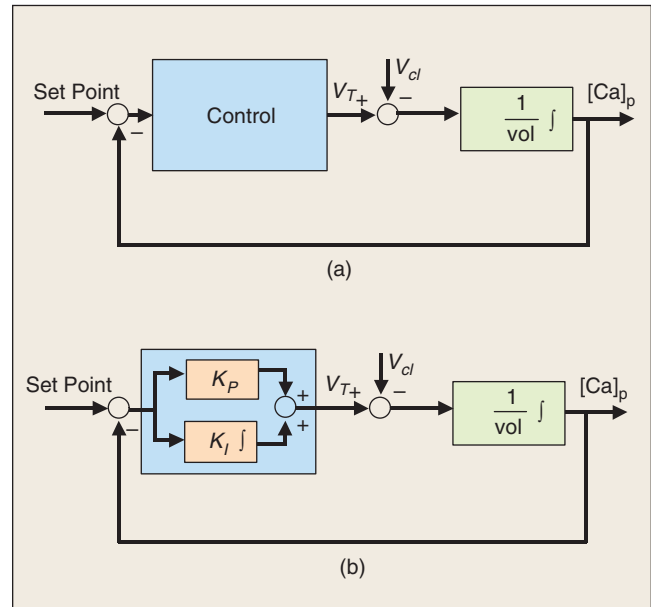 Set Point
−
Control
V_T +
V_cl
−
1/vol ∫
[Ca]_p
(a)
Set Point
−
K_P
K_I ∫
+
+
V_T +
V_cl
−
1/vol ∫
[Ca]_p
(b)